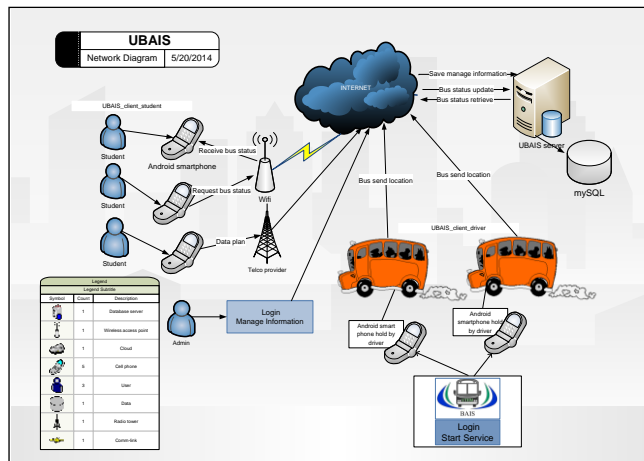 UBAIS
Network Diagram 5/20/2014
INTERNET
Save manage information
Bus status update
Bus status retrieve
UBAIS server
mySQL
UBAIS_client_student
Student
Android smartphone
Receive bus status
Student
Request bus status
Wifi
Student
Data plan
Telco provider
Bus send location
Bus send location
UBAIS_client_driver
Admin
Login
Manage Information
Android smart
phone hold by
driver
Android
smartphone hold
by driver
BAIS
Login
Start Service
Legend
Legend Subtitle
Symbol Count Description
1 Database server
1 Wireless access point
1 Cloud
5 Cell phone
3 User
1 Data
1 Radio tower
1 Comm-link